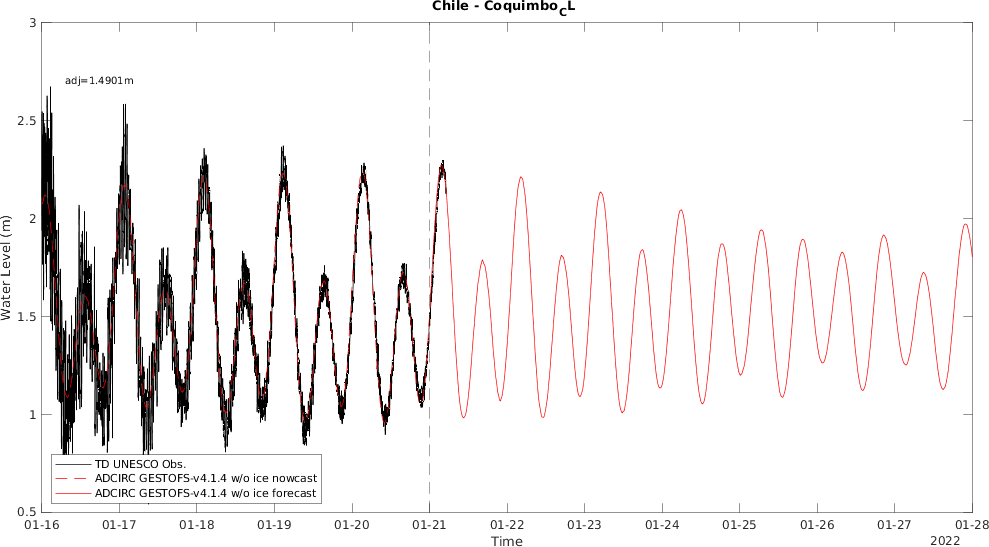 Chile - Coquimbo_CL
3
adj=1.4901m
2.5
2
Water Level (m)
1.5
1
TD UNESCO Obs.
ADCIRC GESTOFS-v4.1.4 w/o ice nowcast
ADCIRC GESTOFS-v4.1.4 w/o ice forecast
0.5
01-16 01-17 01-18 01-19 01-20 01-21 01-22 01-23 01-24 01-25 01-26 01-27 01-28
Time
2022